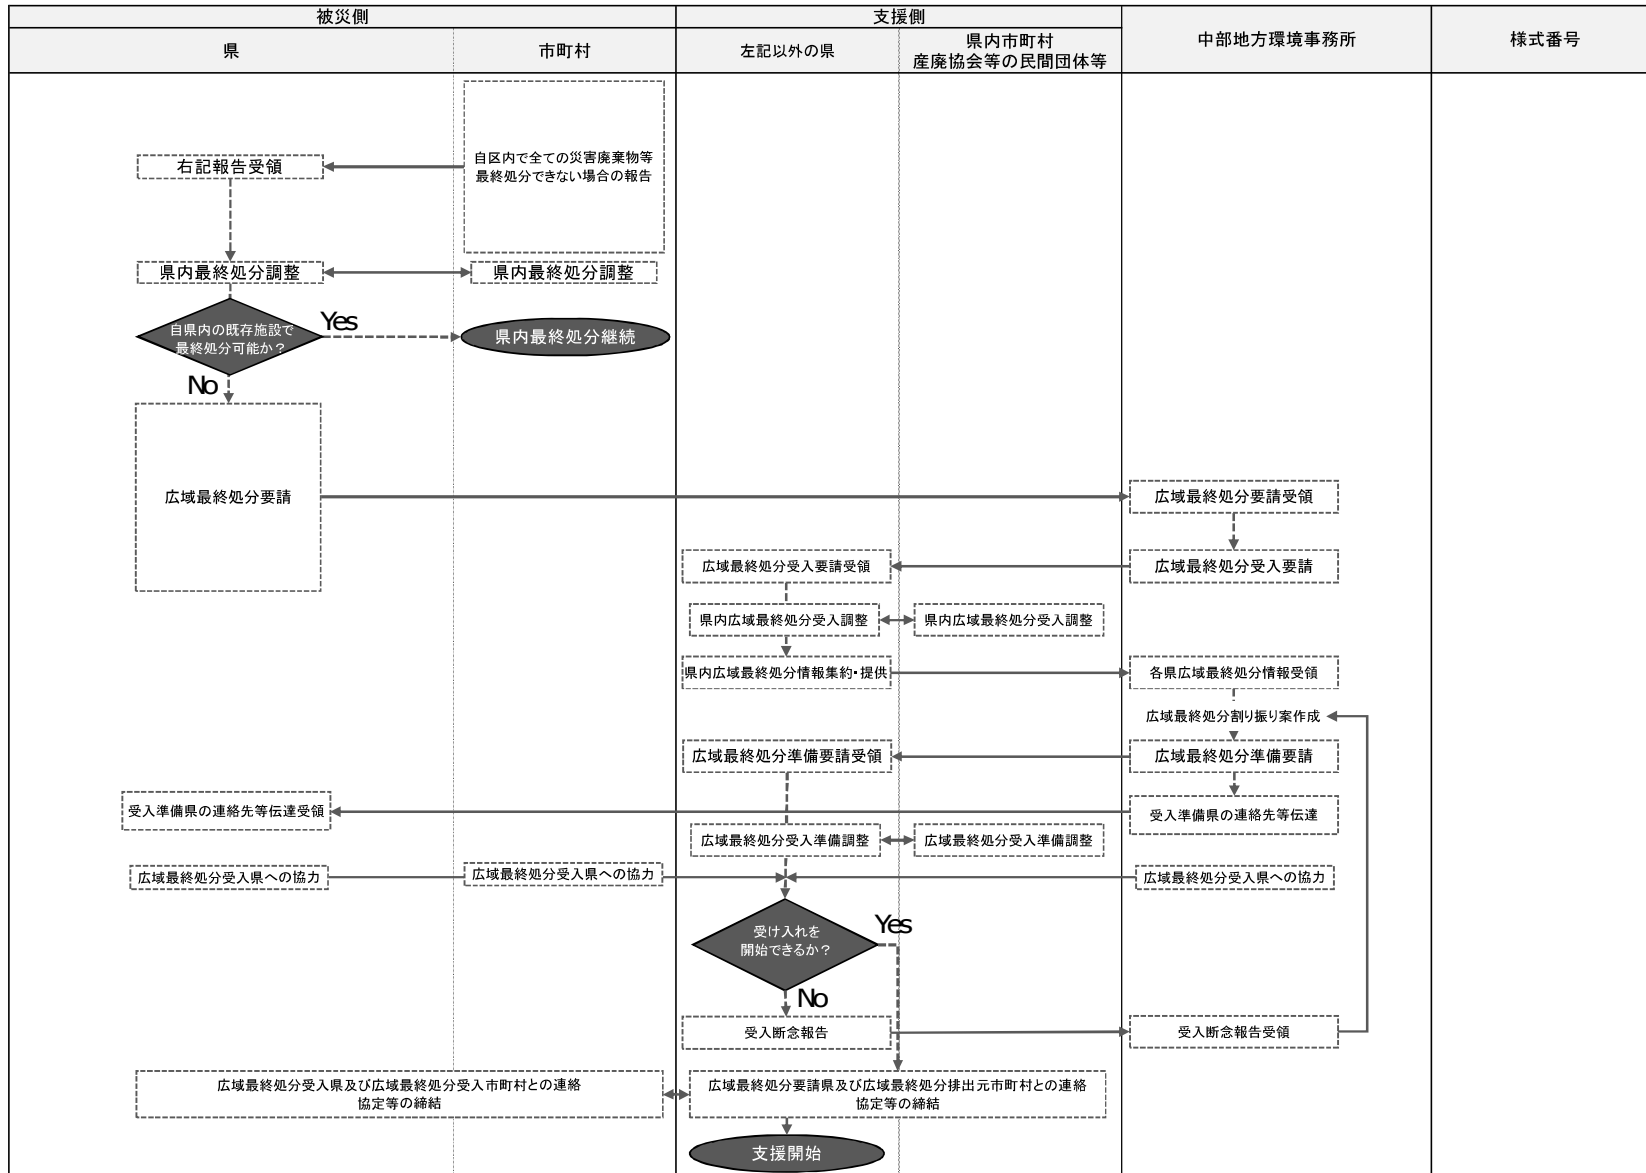 被災側
支援側
中部地方環境事務所
様式番号
県
市町村
左記以外の県
県内市町村
産廃協会等の民間団体等
自区内で全ての災害廃棄物等
最終処分できない場合の報告
右記報告受領
県内最終処分調整
県内最終処分調整
自県内の既存施設で
最終処分可能か？
Yes
県内最終処分継続
No
広域最終処分要請
広域最終処分要請受領
広域最終処分受入要請受領
広域最終処分受入要請
県内広域最終処分受入調整
県内広域最終処分受入調整
県内広域最終処分情報集約・提供
各県広域最終処分情報受領
広域最終処分割り振り案作成
広域最終処分準備要請受領
広域最終処分準備要請
受入準備県の連絡先等伝達受領
受入準備県の連絡先等伝達
広域最終処分受入準備調整
広域最終処分受入準備調整
広域最終処分受入県への協力
広域最終処分受入県への協力
広域最終処分受入県への協力
受け入れを
開始できるか？
Yes
No
受入断念報告
受入断念報告受領
広域最終処分受入県及び広域最終処分受入市町村との連絡
協定等の締結
広域最終処分要請県及び広域最終処分排出元市町村との連絡
協定等の締結
支援開始